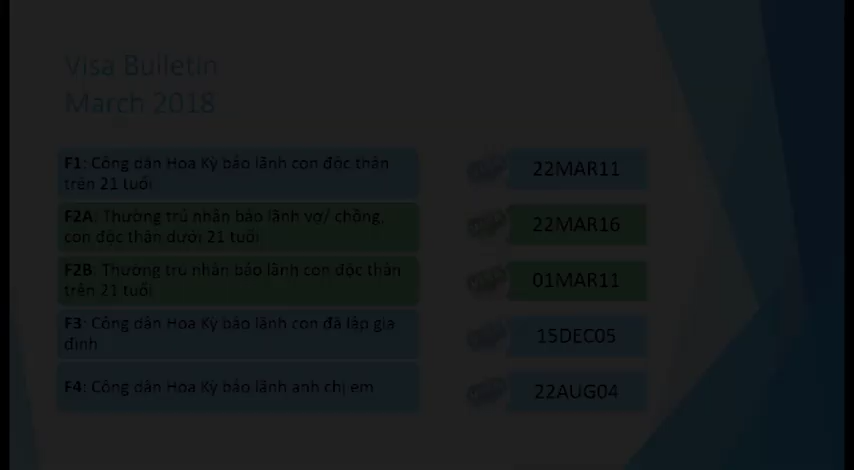 Visa Bulletin
March 2018
F1: Công dân Hoa Kỳ bảo lãnh con độc thân
trên 21 tuổi
22MAR11
F2A: Thường trú nhân bảo lãnh vợ/ chồng,
con độc thân dưới 21 tuổi
22MAR16
F2B: Thường trú nhân bảo lãnh con độc thân
trên 21 tuổi
01MAR11
F3: Công dân Hoa Kỳ bảo lãnh con đã lập gia
đình
15DEC05
F4: Công dân Hoa Kỳ bảo lãnh anh chị em
22AUG04